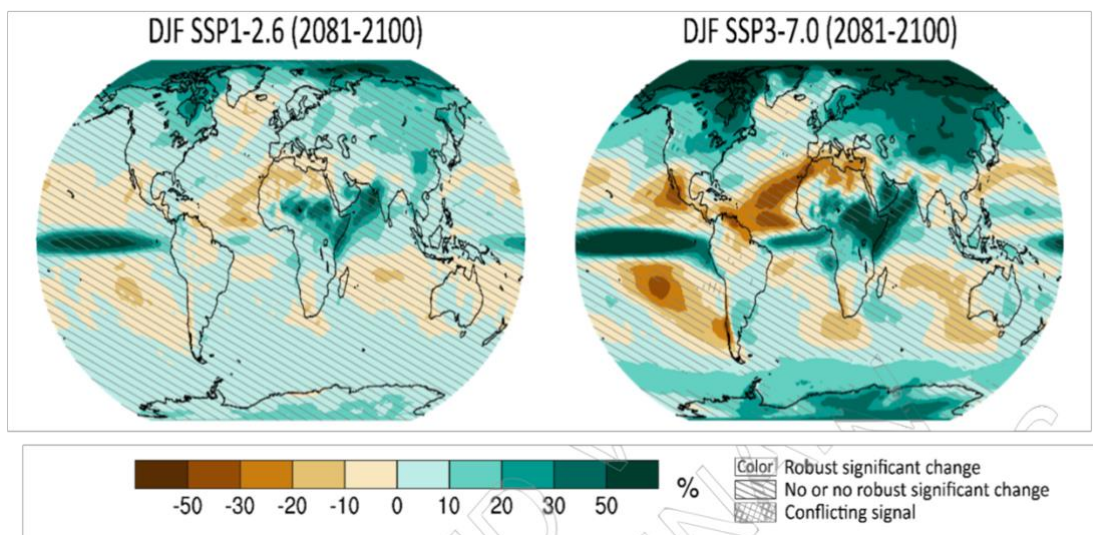 DJF SSP1-2.6 (2081-2100)
DJF SSP3-7.0 (2081-2100)
-50 -30 -20 -10 0 10 20 30 50 %
Color Robust significant change
No or no robust significant change
Conflicting signal